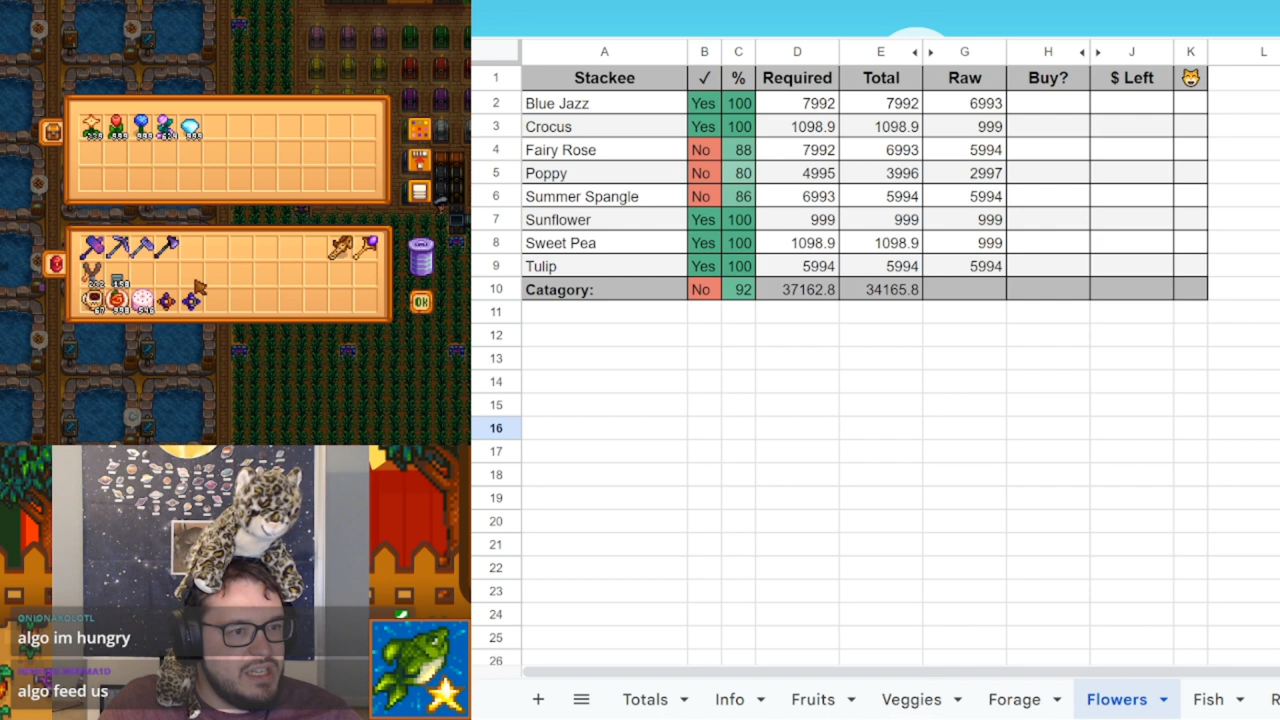 A B C D E G H J K L
1 Stackee ✓ % Required Total Raw Buy? $ Left
2 Blue Jazz Yes 100 7992 7992 6993
3 Crocus Yes 100 1098.9 1098.9 999
4 Fairy Rose No 88 7992 6993 5994
5 Poppy No 80 4995 3996 2997
6 Summer Spangle No 86 6993 5994 5994
7 Sunflower Yes 100 999 999 999
8 Sweet Pea Yes 100 1098.9 1098.9 999
9 Tulip Yes 100 5994 5994 5994
10 Catagory: No 92 37162.8 34165.8
11
12
13
14
15
16
17
18
19
20
21
22
23
24
25
26
+ Totals Info Fruits Veggies Forage Flowers Fish
OK
ONIONAXOLOTL
algo im hungry
algo feed us